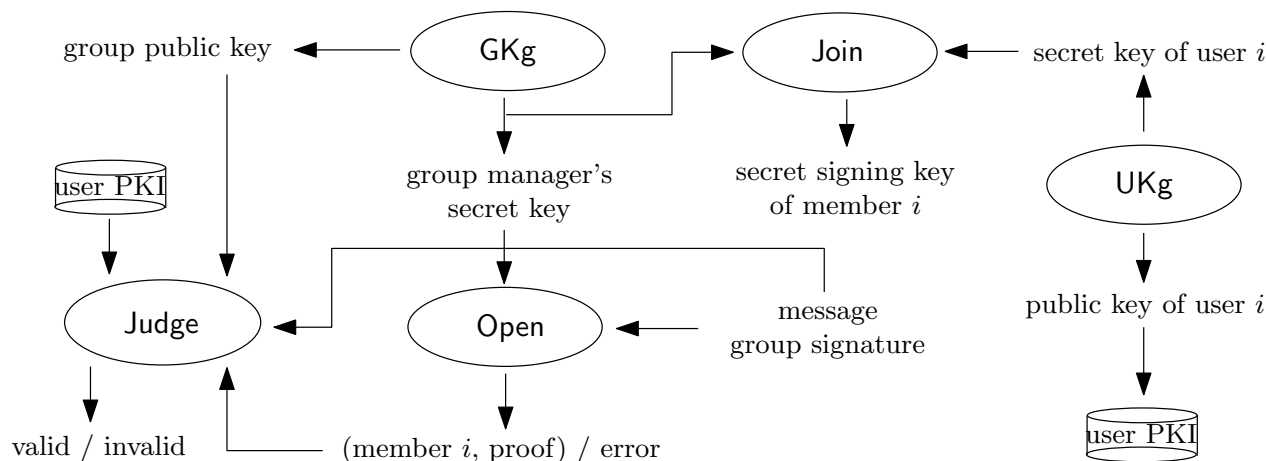 group public key
GKg
Join
secret key of user i
user PKI
group manager's
secret key
secret signing key
of member i
UKg
Judge
Open
message
group signature
public key of user i
valid / invalid
(member i, proof) / error
user PKI